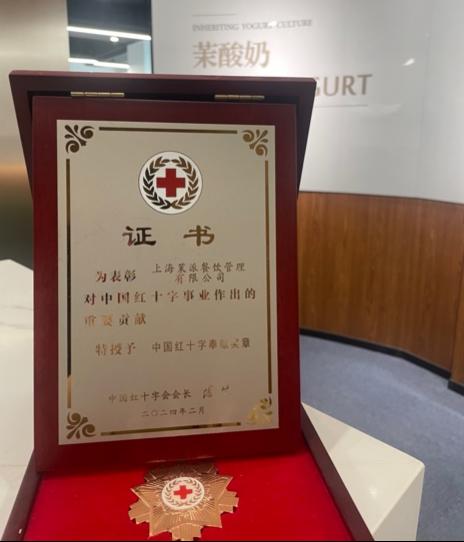 INHERITING YOGURT CULTURE
茉酸奶
GURT
证 书
为表彰 上海茉派餐饮管理
有限公司
对中国红十字事业作出的
重要贡献
特授予 中国红十字奉献奖章
中国红十字会会长
二〇二四年二月